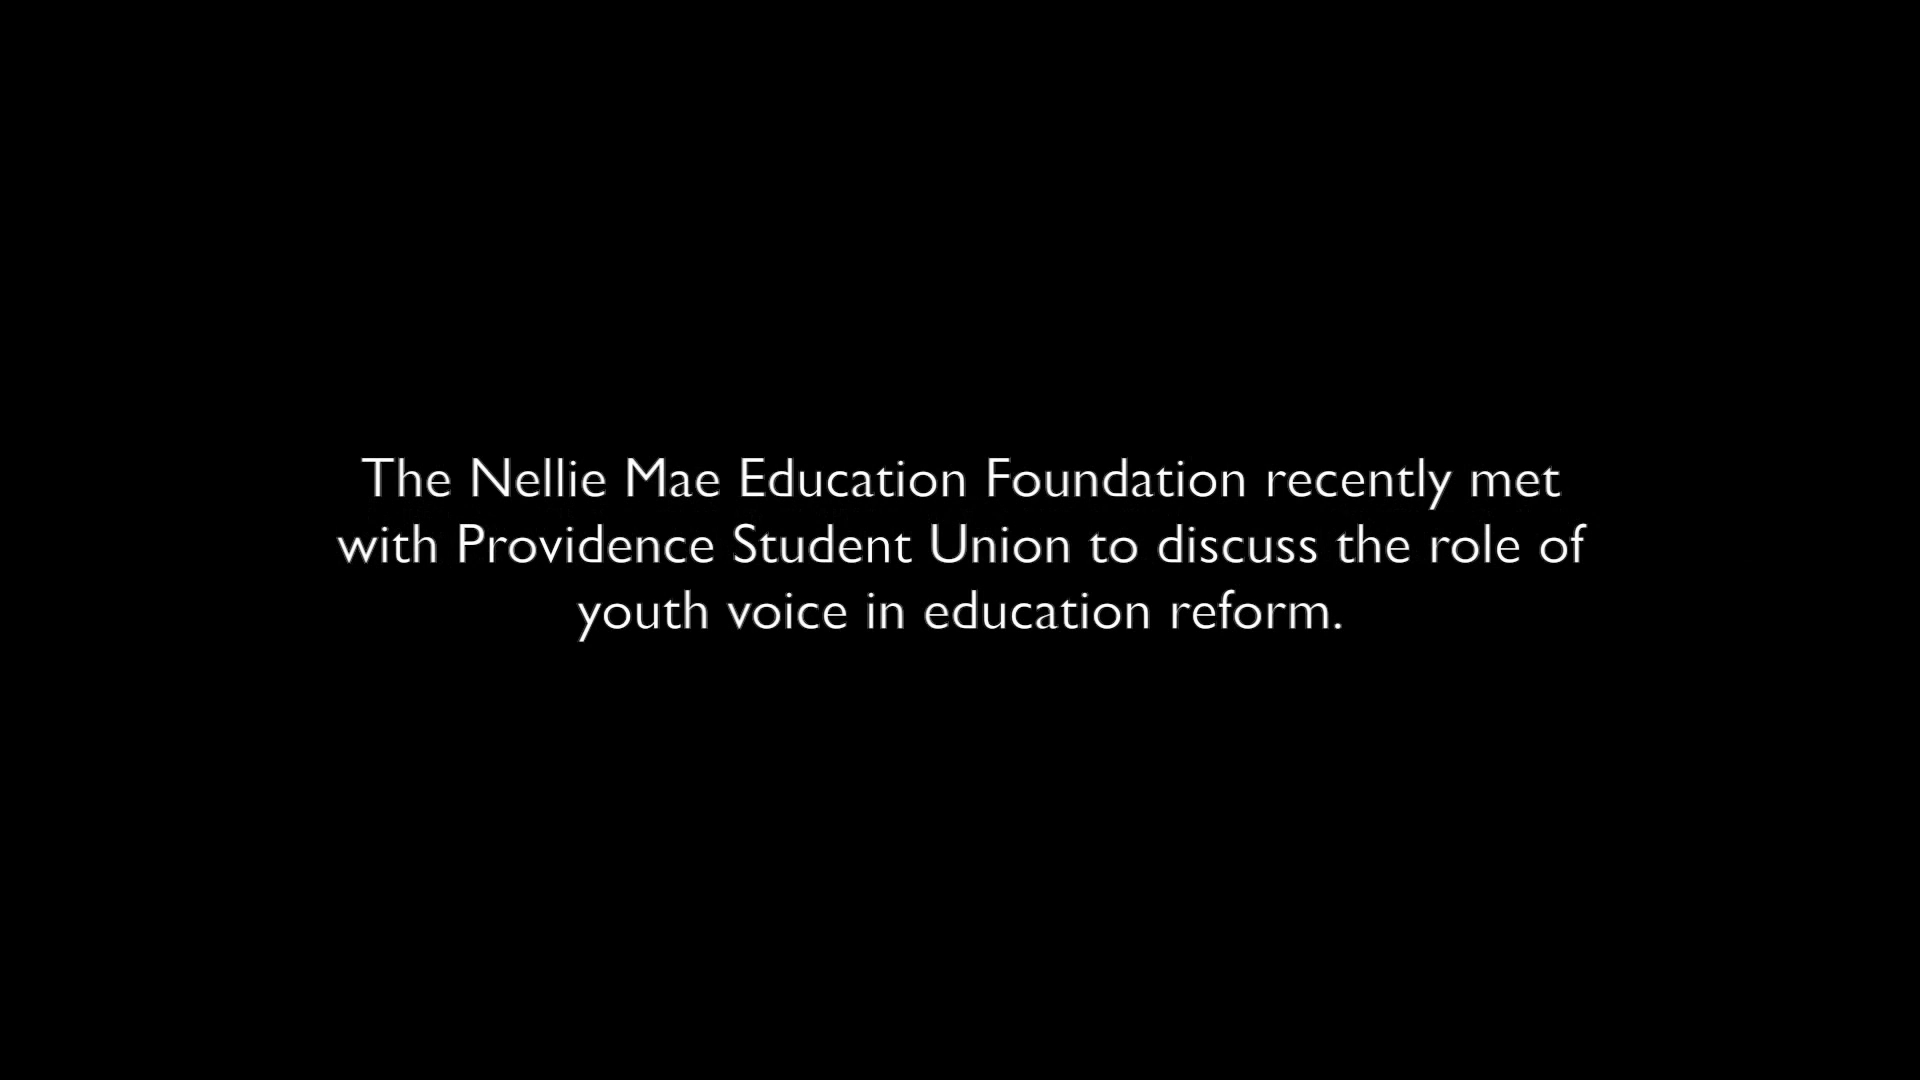 The Nellie Mae Education Foundation recently met
with Providence Student Union to discuss the role of
youth voice in education reform.